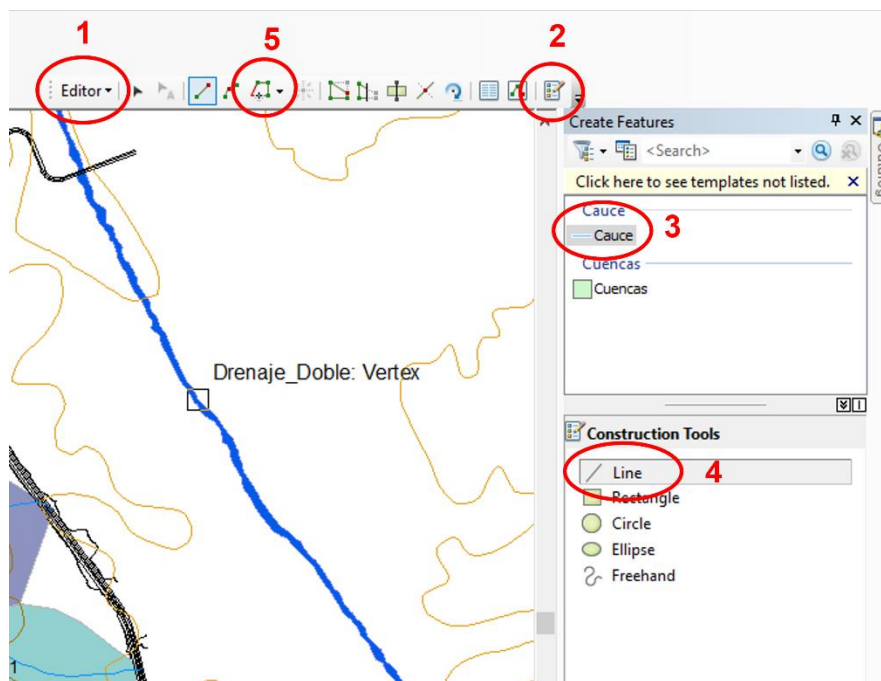 1
5
2
Editor
Create Features
<Search>
Click here to see templates not listed.
Cauce
Cauce
3
Cuencas
Cuencas
Drenaje_Doble: Vertex
Construction Tools
Line
4
Rectangle
Circle
Ellipse
Freehand
1